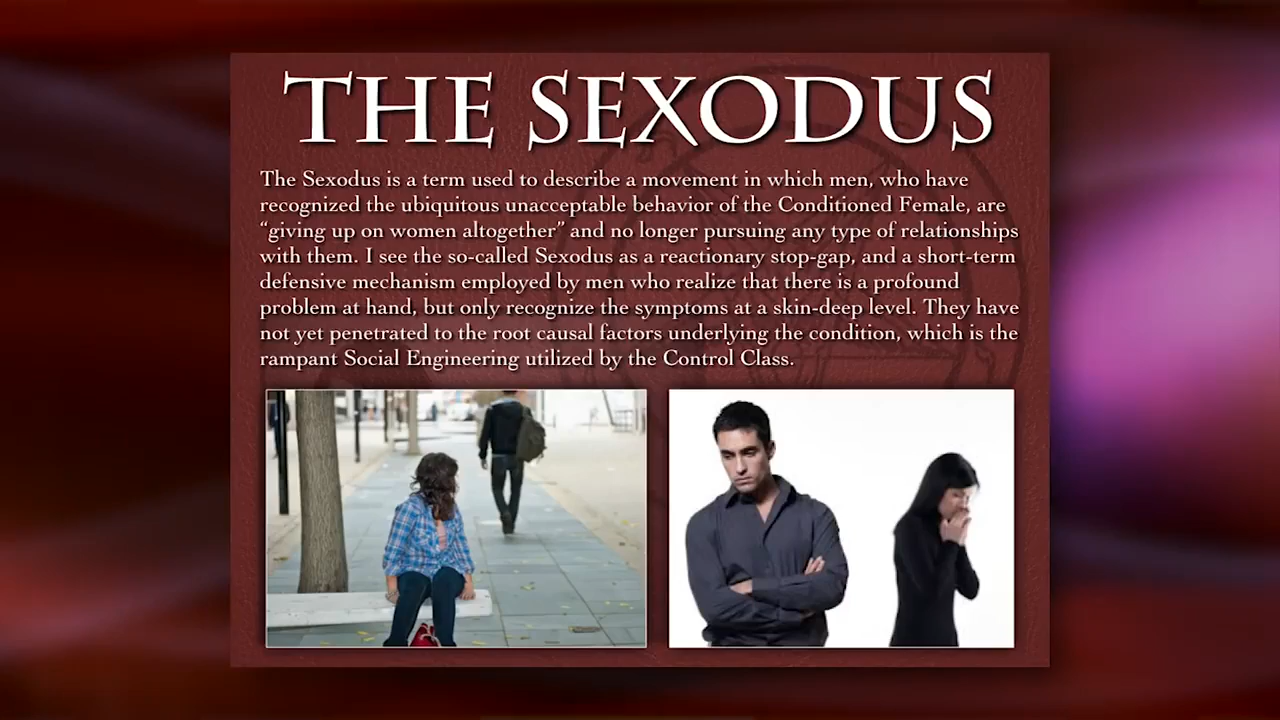 THE SEXODUS
The Sexodus is a term used to describe a movement in which men, who have
recognized the ubiquitous unacceptable behavior of the Conditioned Female, are
“giving up on women altogether” and no longer pursuing any type of relationships
with them. I see the so-called Sexodus as a reactionary stop-gap, and a short-term
defensive mechanism employed by men who realize that there is a profound
problem at hand, but only recognize the symptoms at a skin-deep level. They have
not yet penetrated to the root causal factors underlying the condition, which is the
rampant Social Engineering utilized by the Control Class.